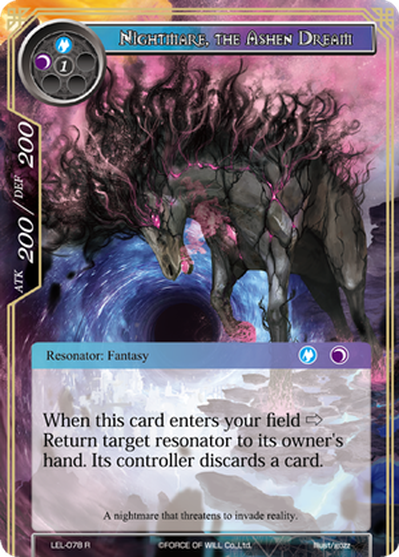 Nightmare, the Ashen Dream
1
ATK 200 / DEF 200
Resonator: Fantasy
When this card enters your field ⇨
Return target resonator to its owner's
hand. Its controller discards a card.
A nightmare that threatens to invade reality.
LEL-078 R ©FORCE OF WILL Co.,Ltd. Illust/gozz